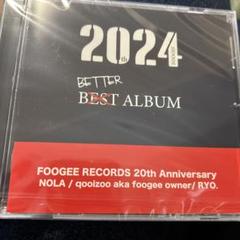 2024
BETTER
BEST ALBUM
FOOGEE RECORDS 20th Anniversary
NOLA / qooizoo aka foogee owner/ RYO.